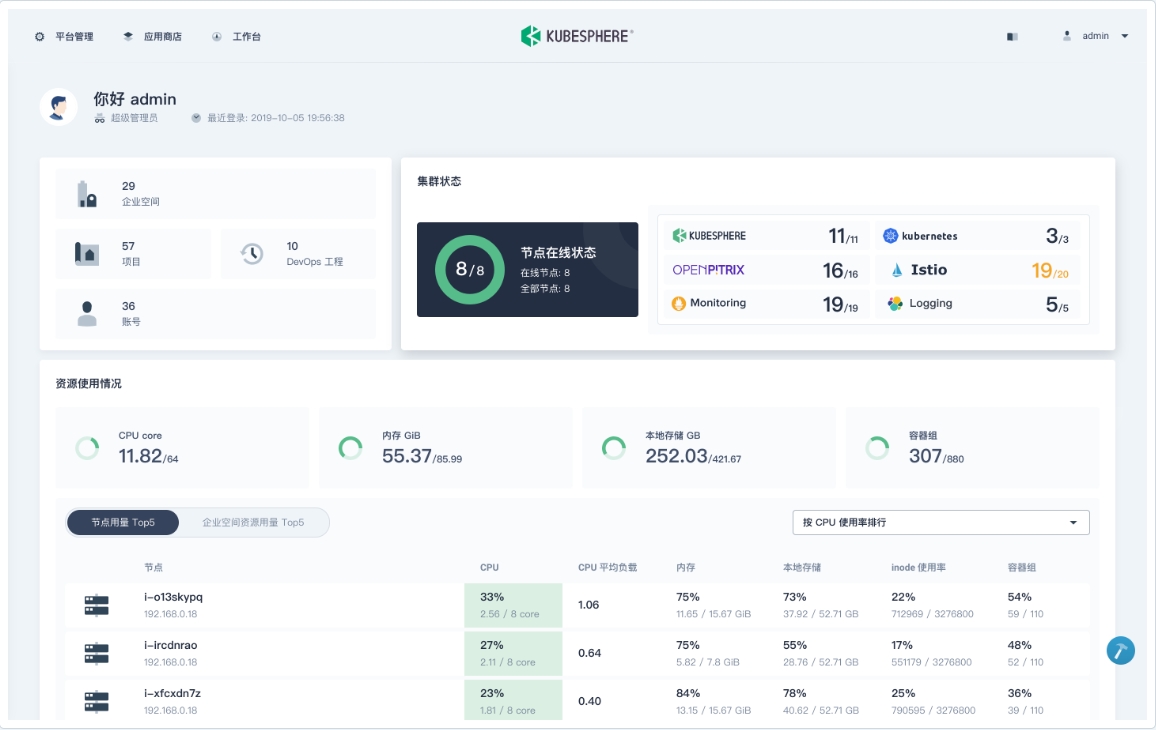 平台管理 应用商店 工作台 KUBESPHERE® admin
你好 admin
超级管理员 最近登录: 2019-10-05 19:56:38
29
企业空间
57
项目
10
DevOps 工程
36
账号
集群状态
8/8
节点在线状态
在线节点: 8
全部节点: 8
KUBESPHERE 11/11 kubernetes 3/3
OPENPITRIX 16/16 Istio 19/20
Monitoring 19/19 Logging 5/5
资源使用情况
CPU core
11.82/64
内存 GiB
55.37/85.99
本地存储 GB
252.03/421.67
容器组
307/880
节点用量 Top5 企业空间资源用量 Top5 按 CPU 使用率排行
节点 CPU CPU 平均负载 内存 本地存储 inode 使用率 容器组
i-o13skypq 33% 1.06 75% 73% 22% 54%
192.168.0.18 2.56 / 8 core 11.65 / 15.67 GiB 37.92 / 52.71 GB 712969 / 3276800 59 / 110
i-ircdnrao 27% 0.64 75% 55% 17% 48%
192.168.0.18 2.11 / 8 core 5.82 / 7.8 GiB 28.76 / 52.71 GB 551179 / 3276800 52 / 110
i-xfcxdn7z 23% 0.40 84% 78% 25% 36%
192.168.0.18 1.81 / 8 core 13.15 / 15.67 GiB 40.62 / 52.71 GB 790595 / 3276800 39 / 110